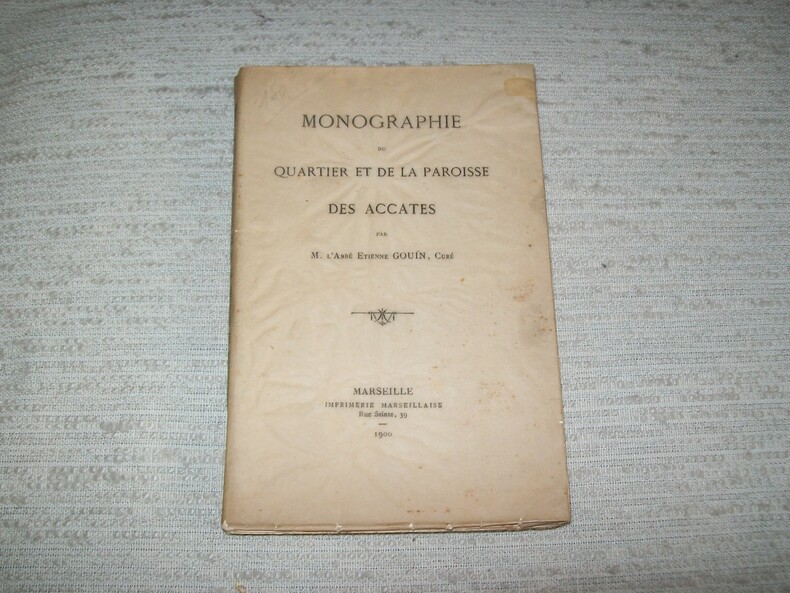 MONOGRAPHIE
DU
QUARTIER ET DE LA PAROISSE
DES ACCATES
PAR
M. L'ABBÉ ETIENNE GOUIN, CURÉ
MARSEILLE
IMPRIMERIE MARSEILLAISE
Rue Sainte, 39
1900